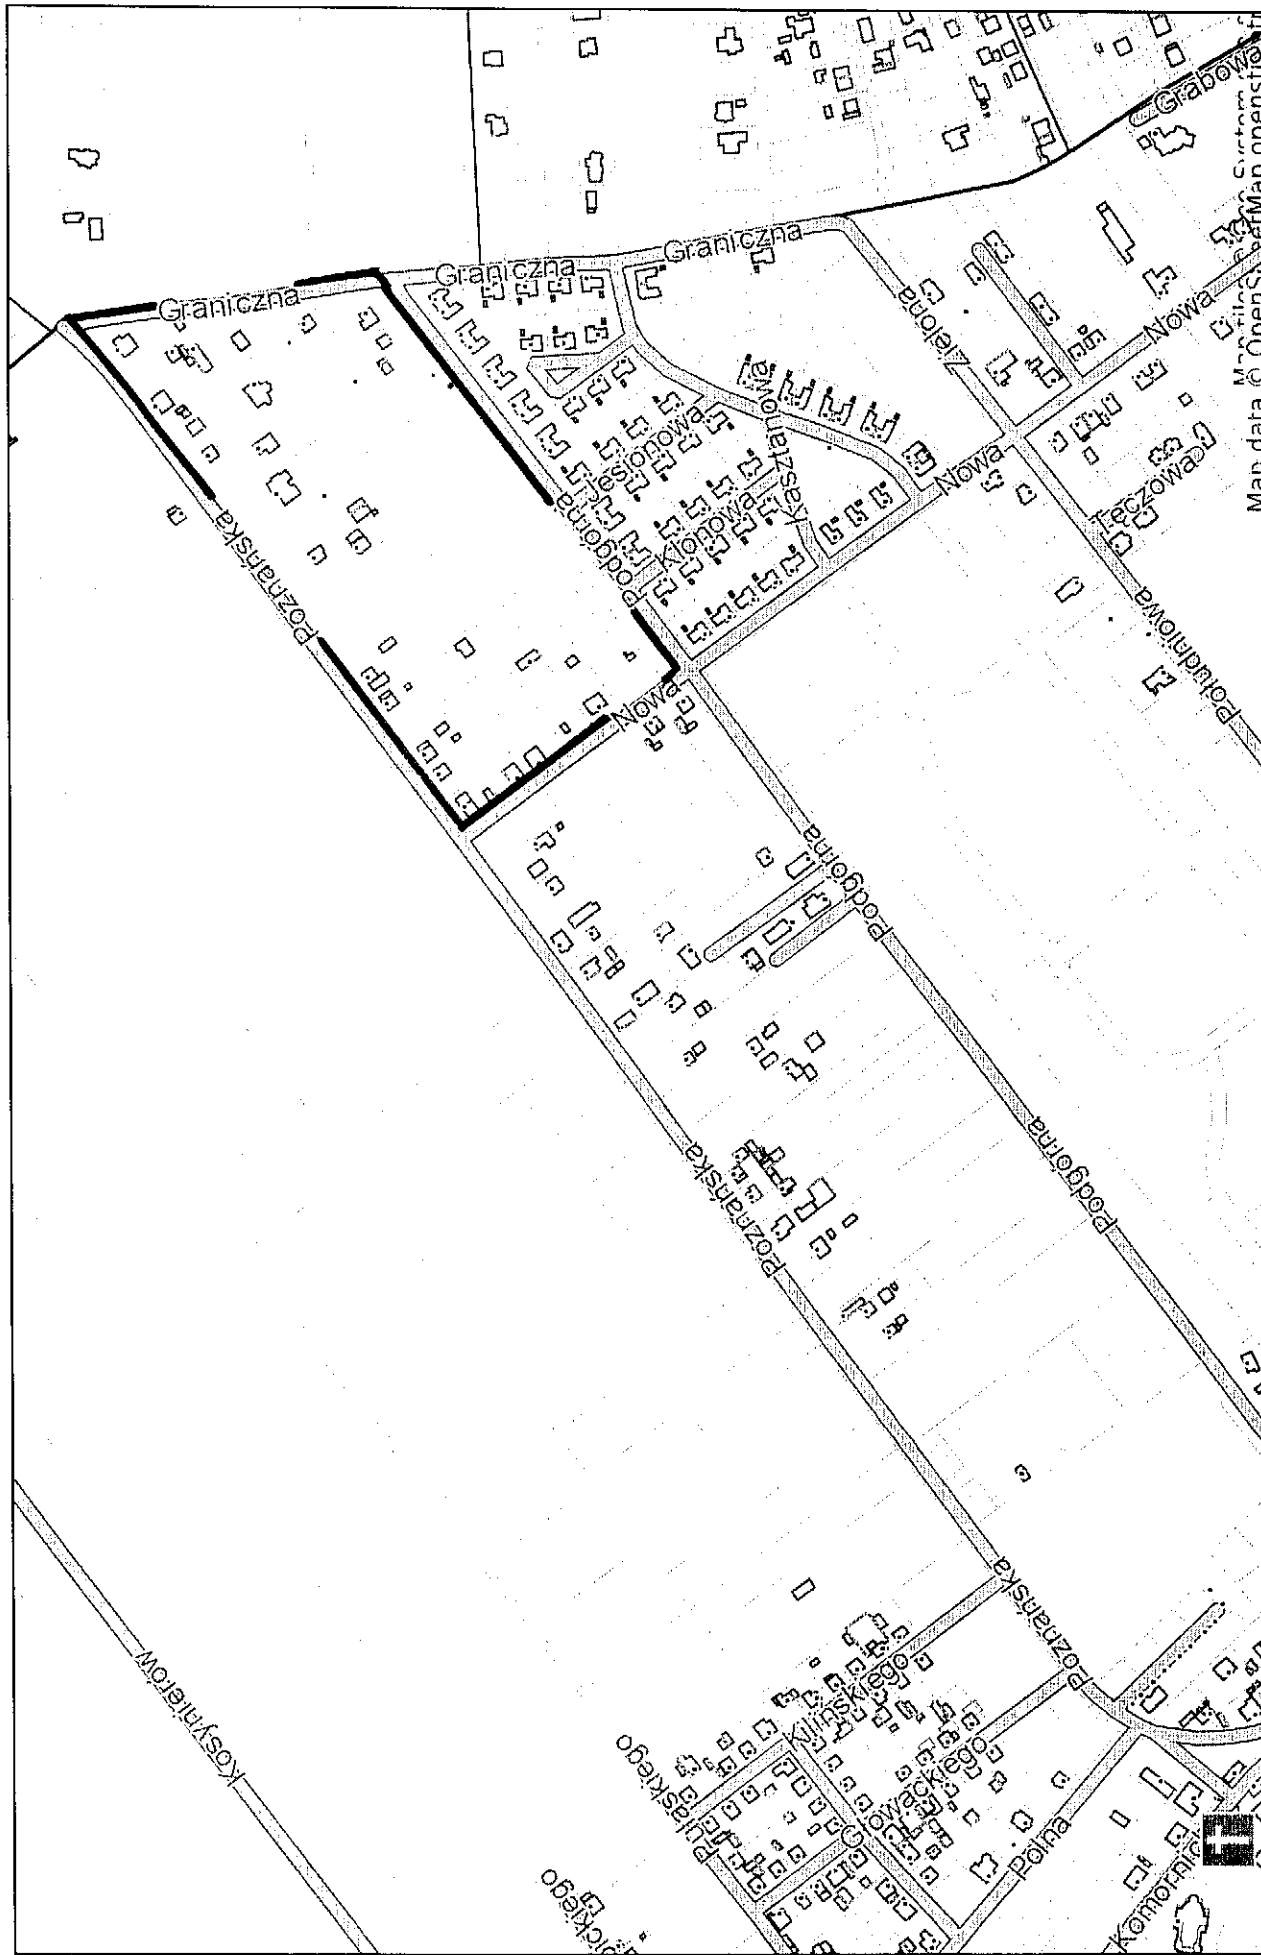 Grabowa
Graniczna
Graniczna
Graniczna
Zielona
Nowa
Kasztanowa
Jesionowa
Nowa
Klonowa
Tęczowa
Podgórna
Poznańska
Południowa
Nowa
Podgórna
Podgórna
Poznańska
Poznańska
Kosynierów
Kilińskiego
Pułaskiego
Głowackiego
Polna
Map data © OpenStreetMap